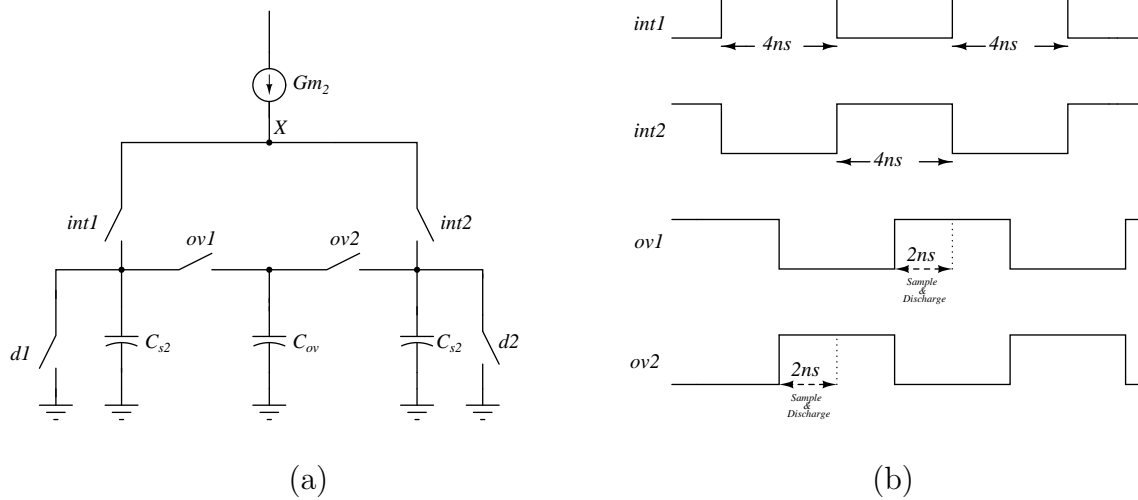 Gm2
X
int1
int2
ov1
ov2
d1
Cs2
Cov
Cs2
d2
(a)
int1
4ns
4ns
int2
4ns
ov1
2ns
Sample
&
Discharge
ov2
2ns
Sample
&
Discharge
(b)